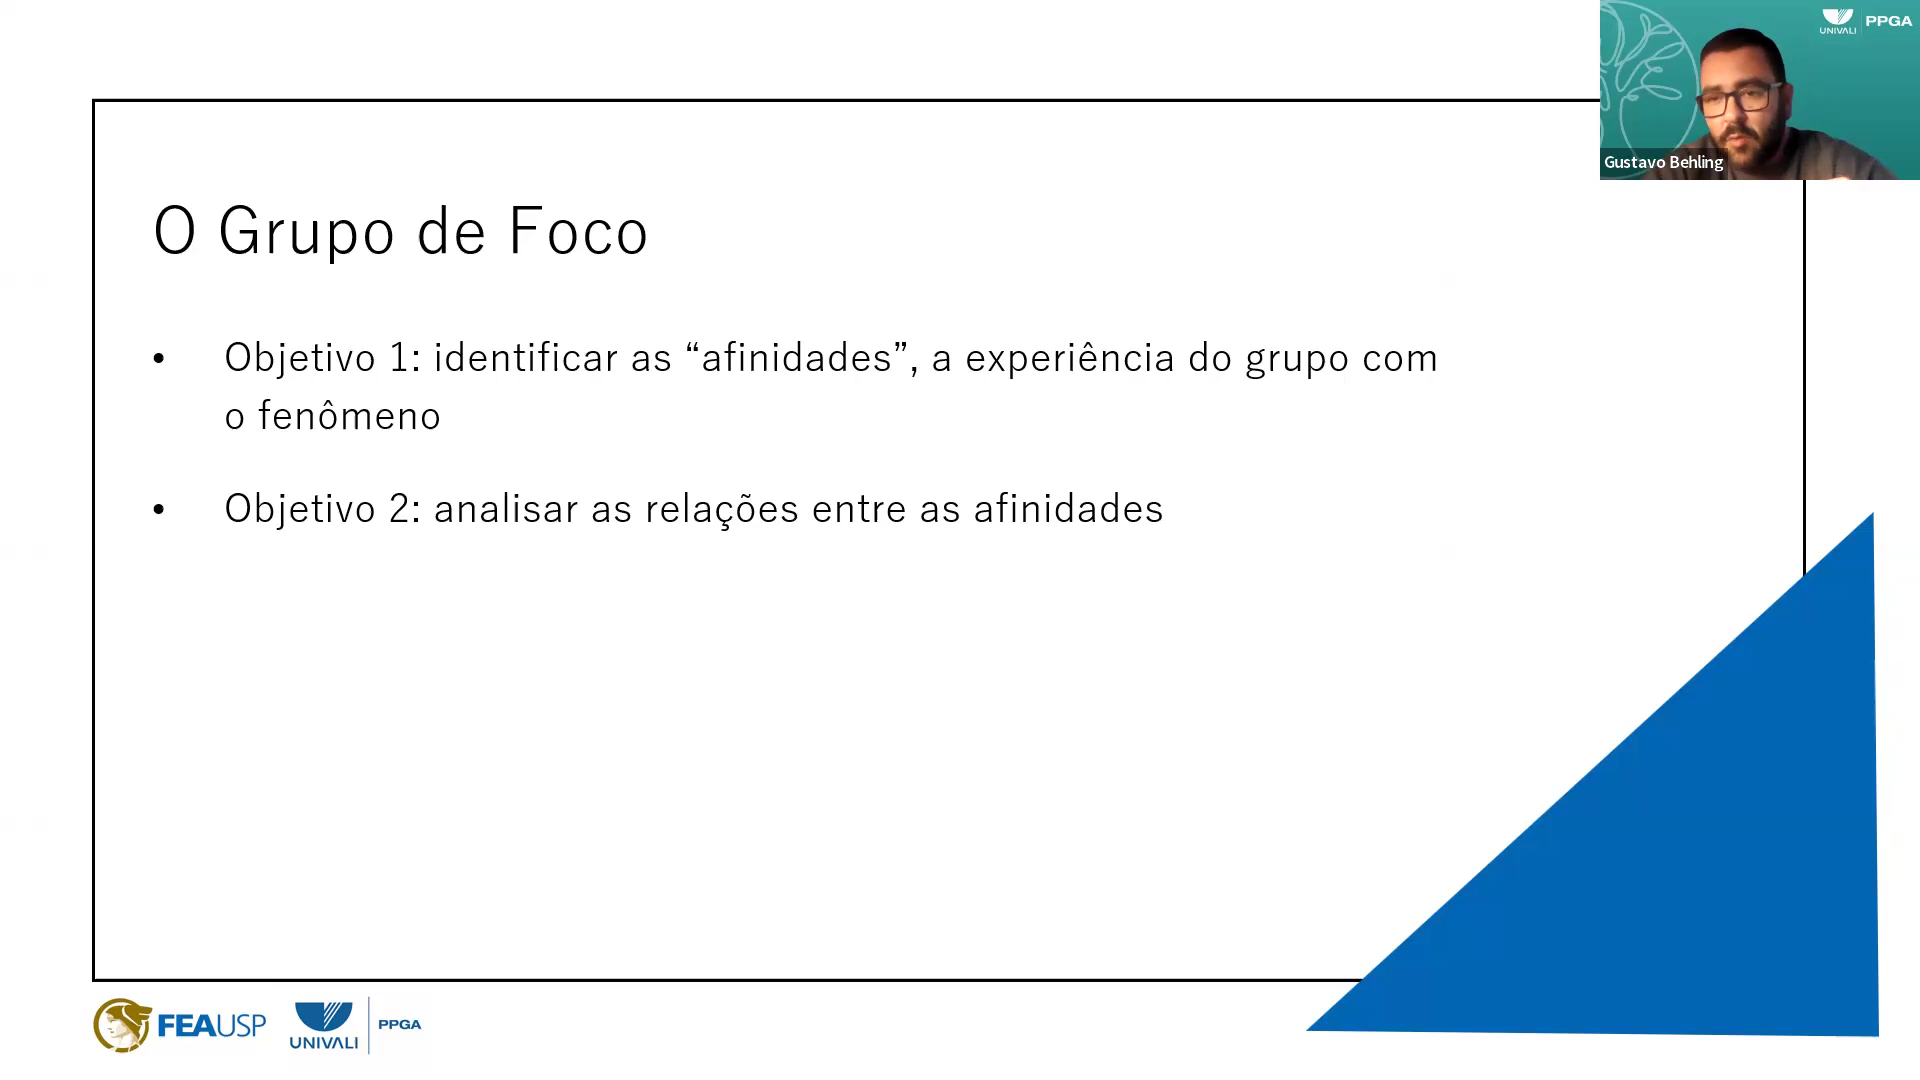 UNIVALI PPGA
Gustavo Behling
O Grupo de Foco
• Objetivo 1: identificar as “afinidades”, a experiência do grupo com
o fenômeno
• Objetivo 2: analisar as relações entre as afinidades
FEAUSP UNIVALI PPGA